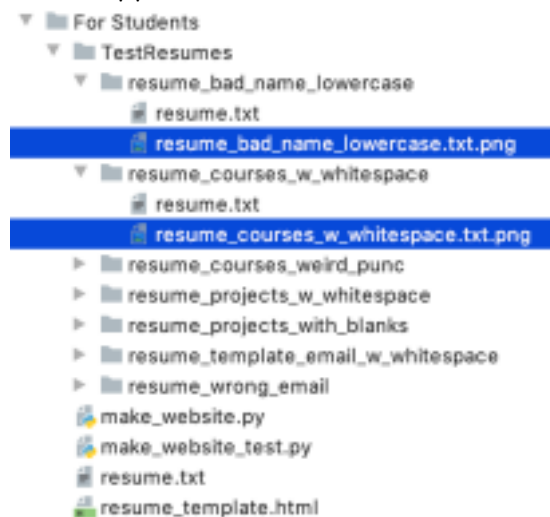 For Students
TestResumes
resume_bad_name_lowercase
resume.txt
resume_bad_name_lowercase.txt.png
resume_courses_w_whitespace
resume.txt
resume_courses_w_whitespace.txt.png
resume_courses_weird_punc
resume_projects_w_whitespace
resume_projects_with_blanks
resume_template_email_w_whitespace
resume_wrong_email
make_website.py
make_website_test.py
resume.txt
resume_template.html